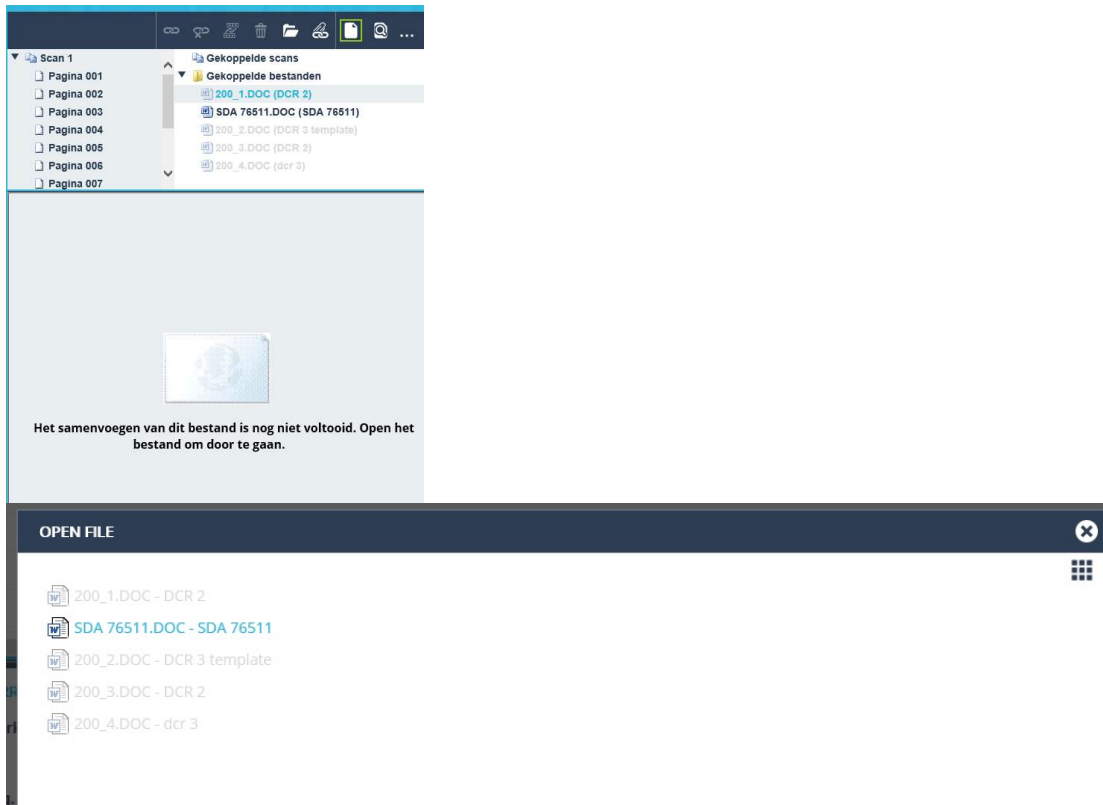 Scan 1
Pagina 001
Pagina 002
Pagina 003
Pagina 004
Pagina 005
Pagina 006
Pagina 007
Gekoppelde scans
Gekoppelde bestanden
200_1.DOC (DCR 2)
SDA 76511.DOC (SDA 76511)
200_2.DOC (DCR 3 template)
200_3.DOC (DCR 2)
200_4.DOC (dcr 3)
Het samenvoegen van dit bestand is nog niet voltooid. Open het
bestand om door te gaan.
OPEN FILE
200_1.DOC - DCR 2
SDA 76511.DOC - SDA 76511
200_2.DOC - DCR 3 template
200_3.DOC - DCR 2
200_4.DOC - dcr 3